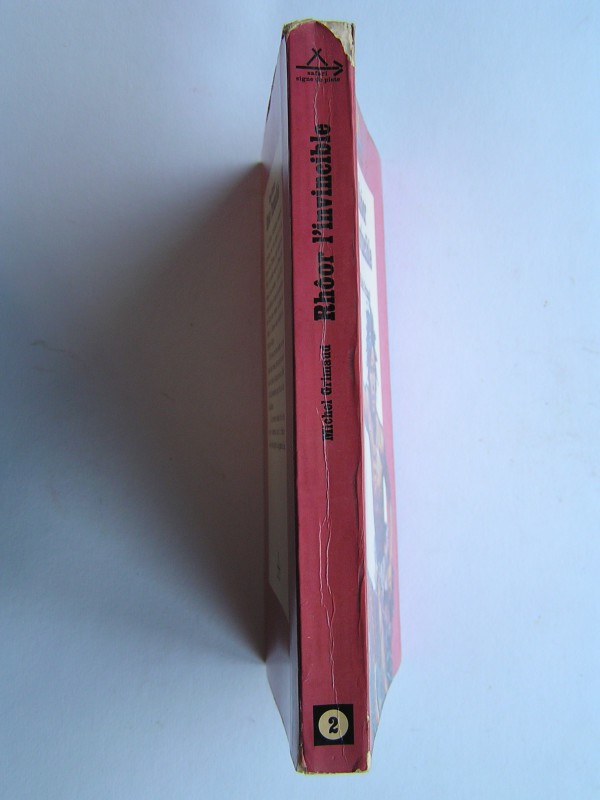 safari
signe de piste
Rhôor l'invincible
Michel Grimaud
2